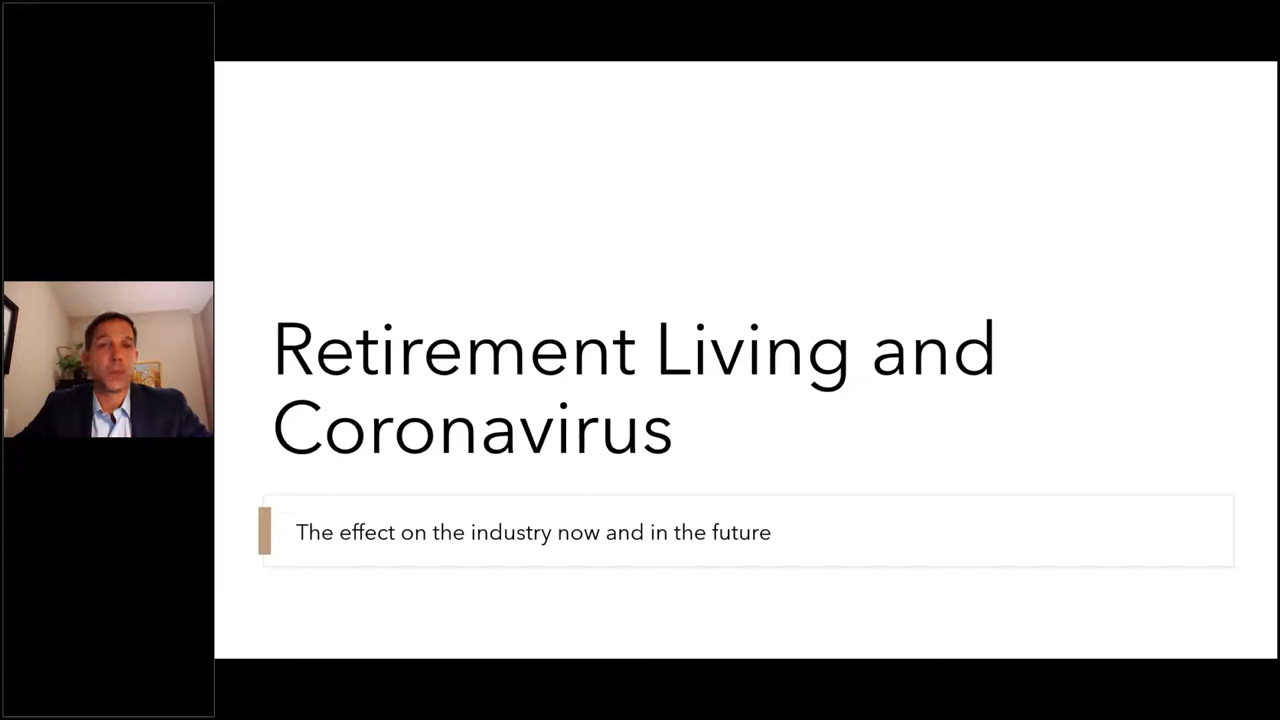 Retirement Living and
Coronavirus
The effect on the industry now and in the future